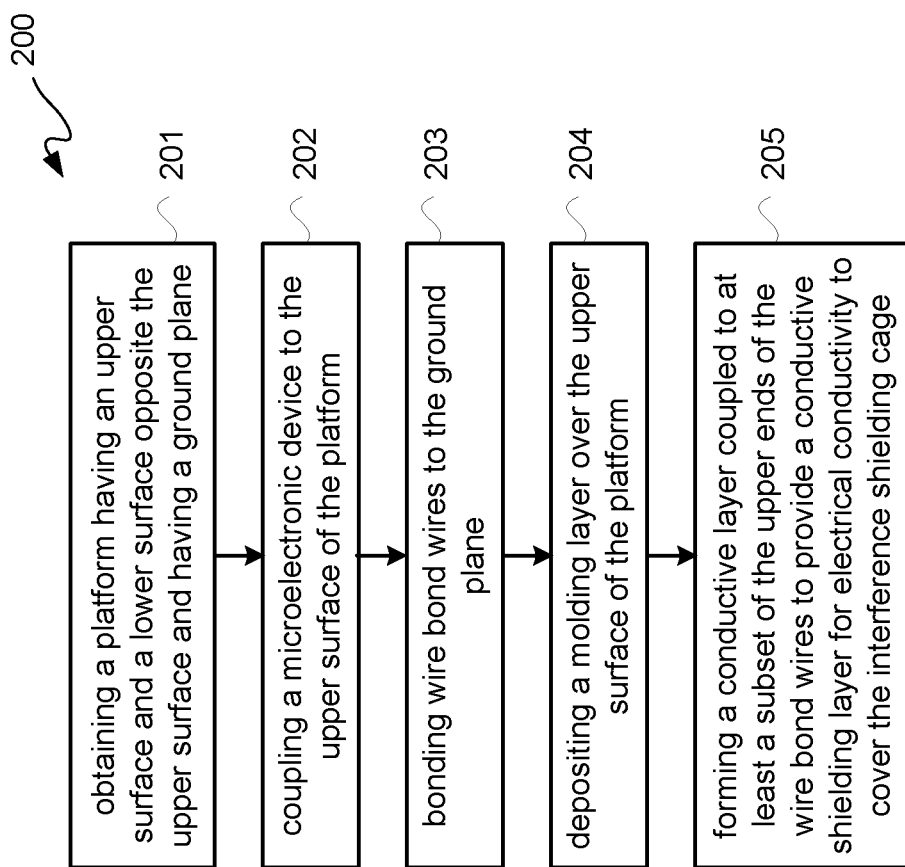 200
obtaining a platform having an upper
surface and a lower surface opposite the
upper surface and having a ground plane
201
coupling a microelectronic device to the
upper surface of the platform
202
bonding wire bond wires to the ground
plane
203
depositing a molding layer over the upper
surface of the platform
204
forming a conductive layer coupled to at
least a subset of the upper ends of the
wire bond wires to provide a conductive
shielding layer for electrical conductivity to
cover the interference shielding cage
205